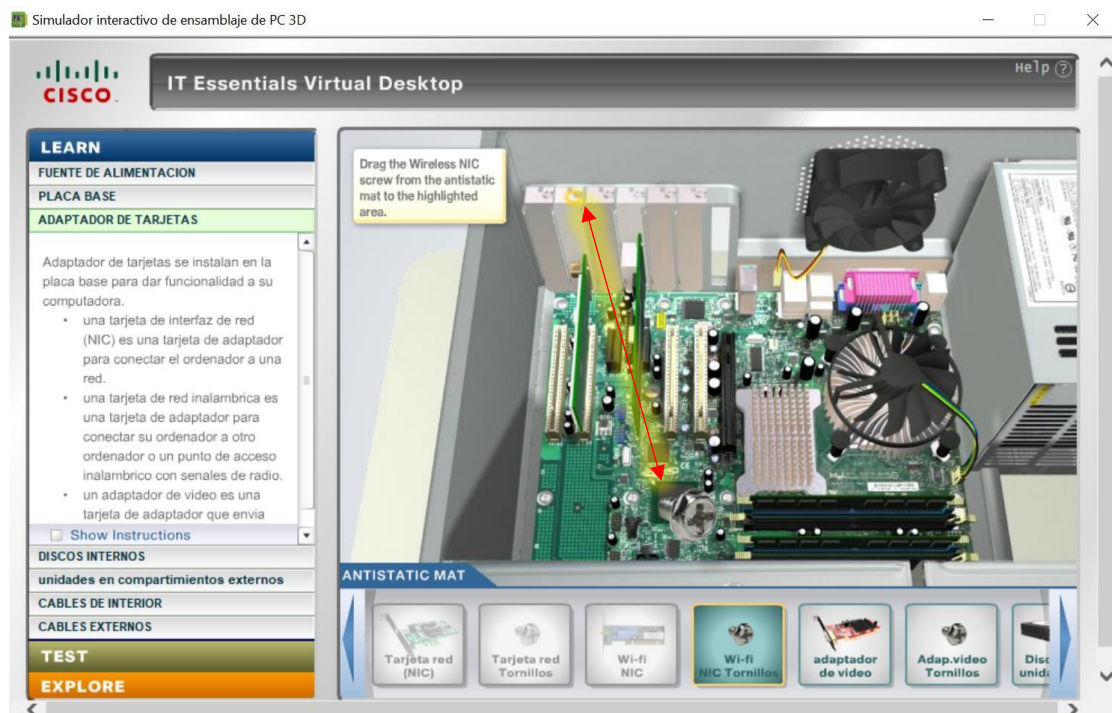 Simulador interactivo de ensamblaje de PC 3D
CISCO
IT Essentials Virtual Desktop
Help ?
LEARN
FUENTE DE ALIMENTACION
PLACA BASE
ADAPTADOR DE TARJETAS
Adaptador de tarjetas se instalan en la
placa base para dar funcionalidad a su
computadora.
• una tarjeta de interfaz de red
(NIC) es una tarjeta de adaptador
para conectar el ordenador a una
red.
• una tarjeta de red inalambrica es
una tarjeta de adaptador para
conectar su ordenador a otro
ordenador o un punto de acceso
inalambrico con senales de radio.
• un adaptador de video es una
tarjeta de adaptador que envia
Show Instructions
DISCOS INTERNOS
unidades en compartimientos externos
CABLES DE INTERIOR
CABLES EXTERNOS
TEST
EXPLORE
Drag the Wireless NIC
screw from the antistatic
mat to the highlighted
area.
ANTISTATIC MAT
Tarjeta red
(NIC)
Tarjeta red
Tornillos
Wi-fi
NIC
Wi-fi
NIC Tornillos
adaptador
de video
Adap.video
Tornillos
Disc
unid